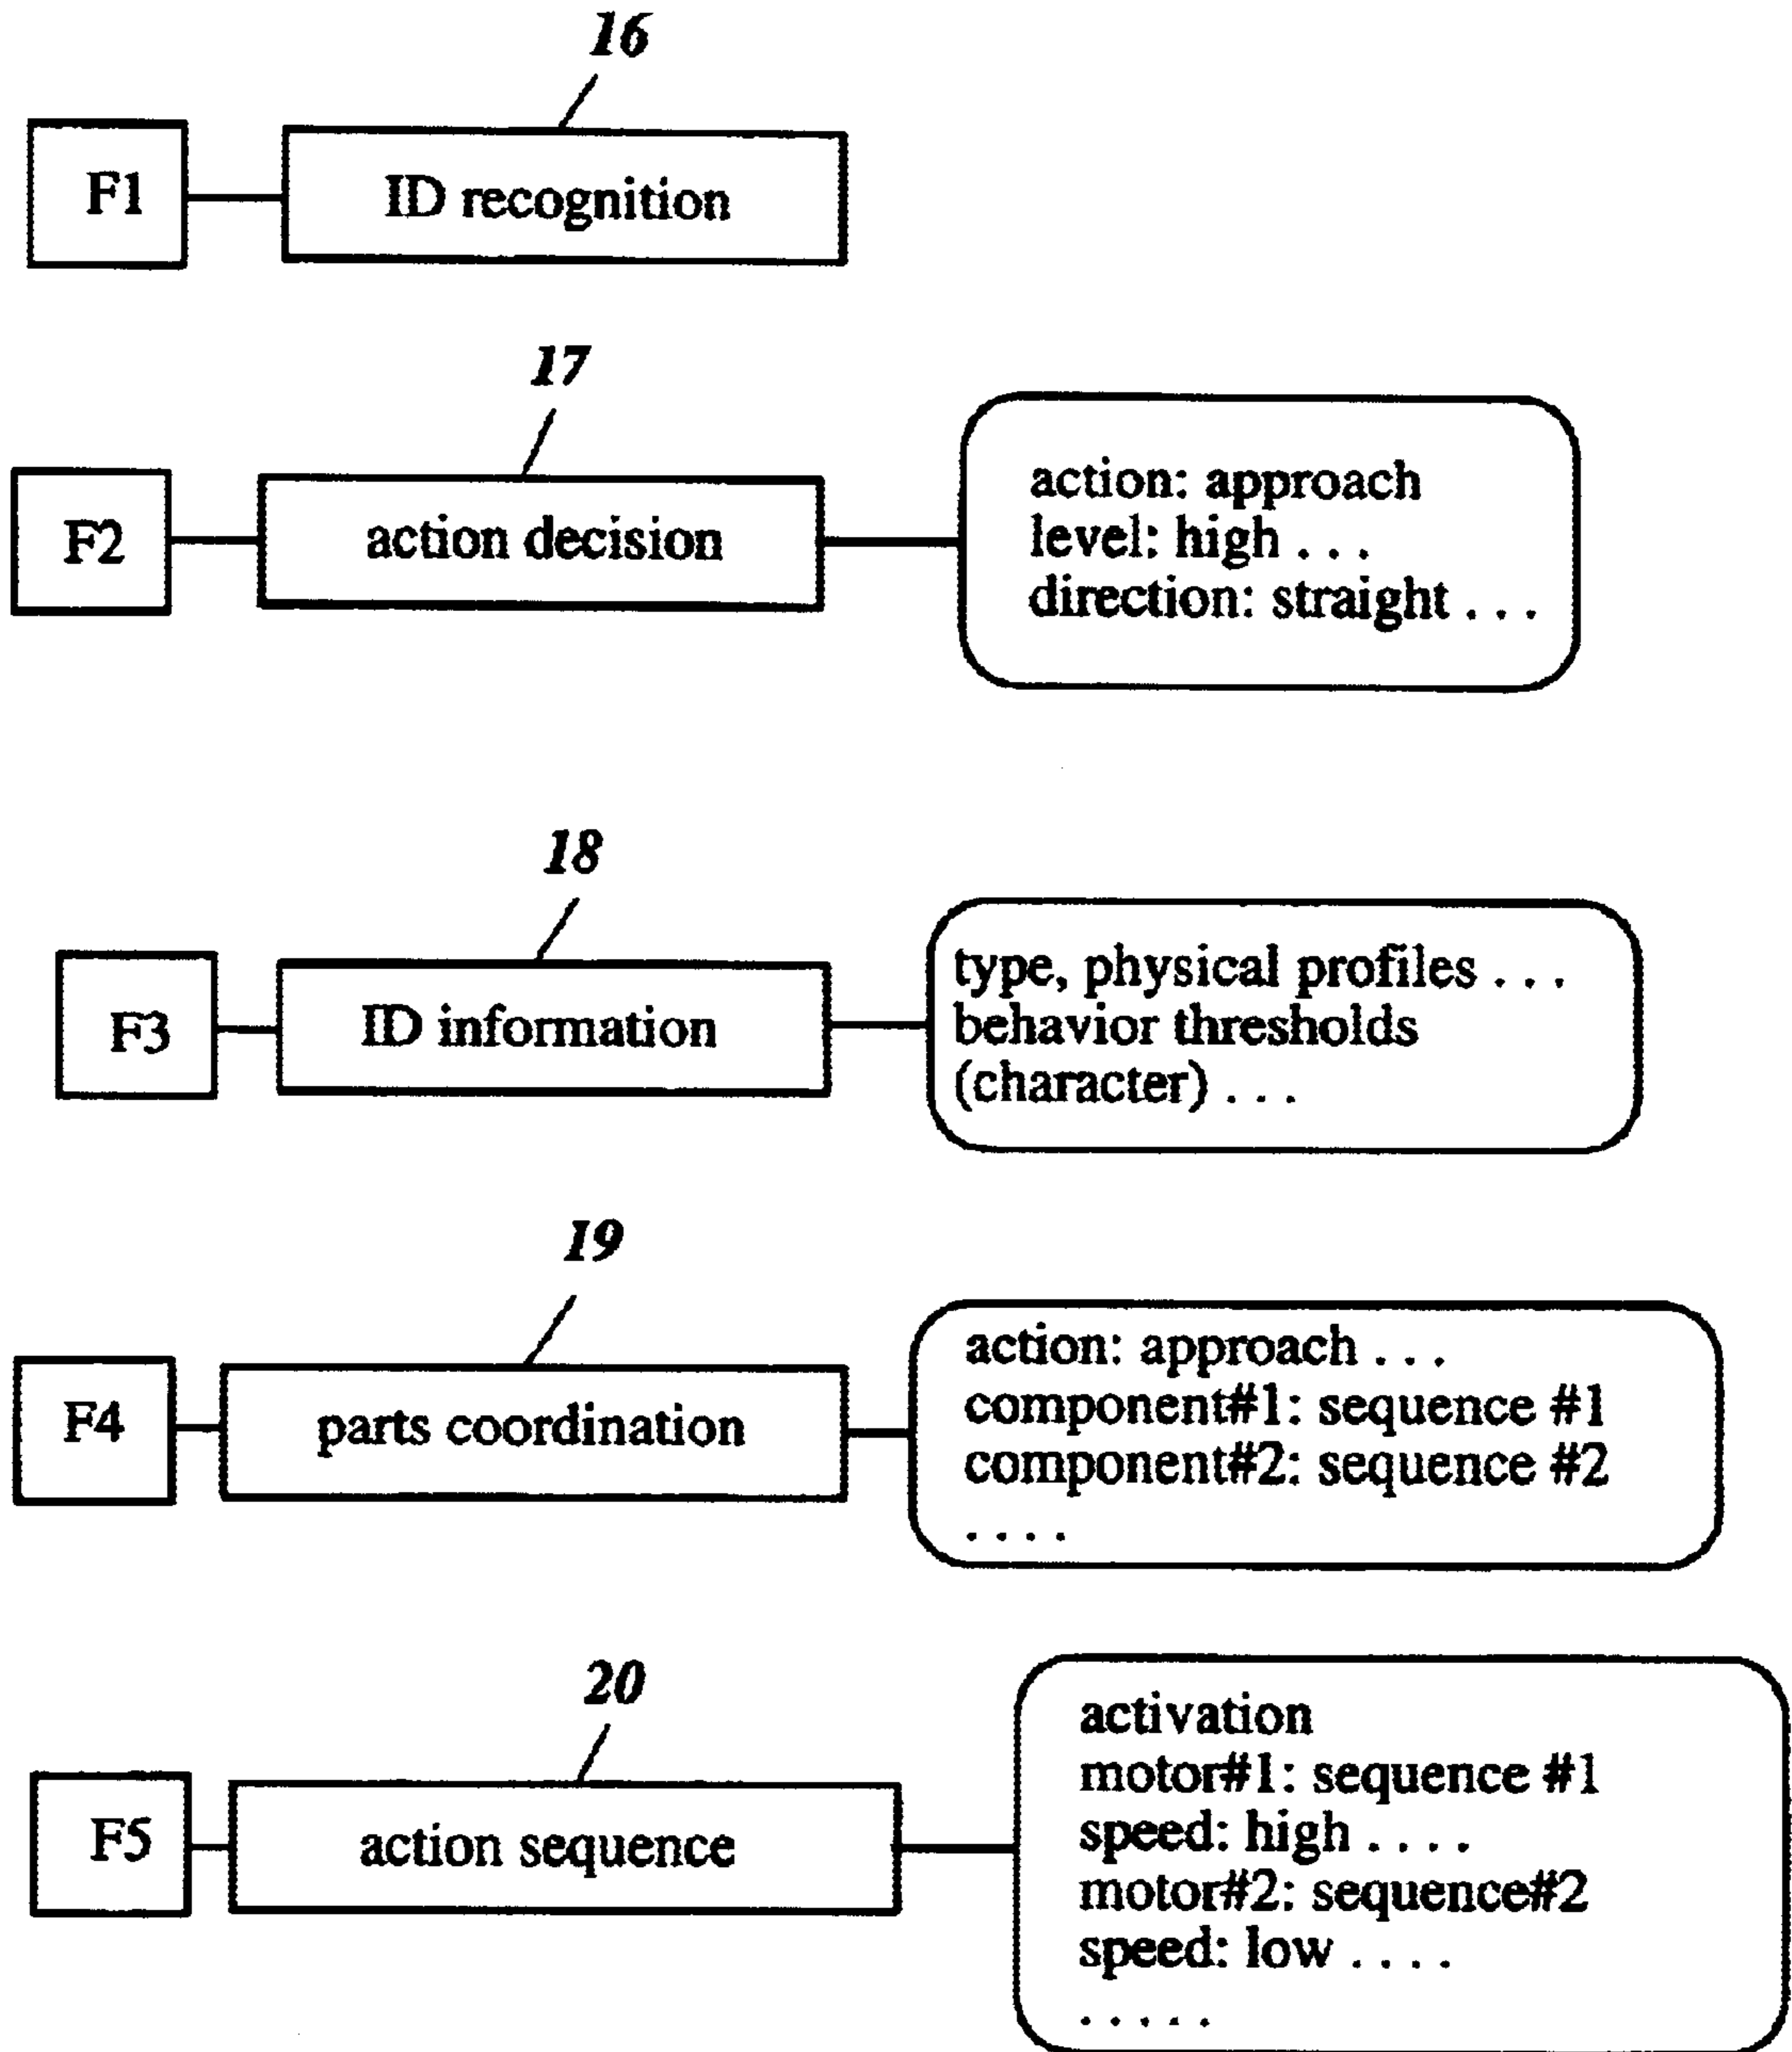 16
F1 ID recognition
17
F2 action decision
action: approach
level: high . . .
direction: straight . . .
18
F3 ID information
type, physical profiles . . .
behavior thresholds
(character) . . .
19
F4 parts coordination
action: approach . . .
component#1: sequence #1
component#2: sequence #2
. . . .
20
F5 action sequence
activation
motor#1: sequence #1
speed: high . . . .
motor#2: sequence#2
speed: low . . . .
. . . . .